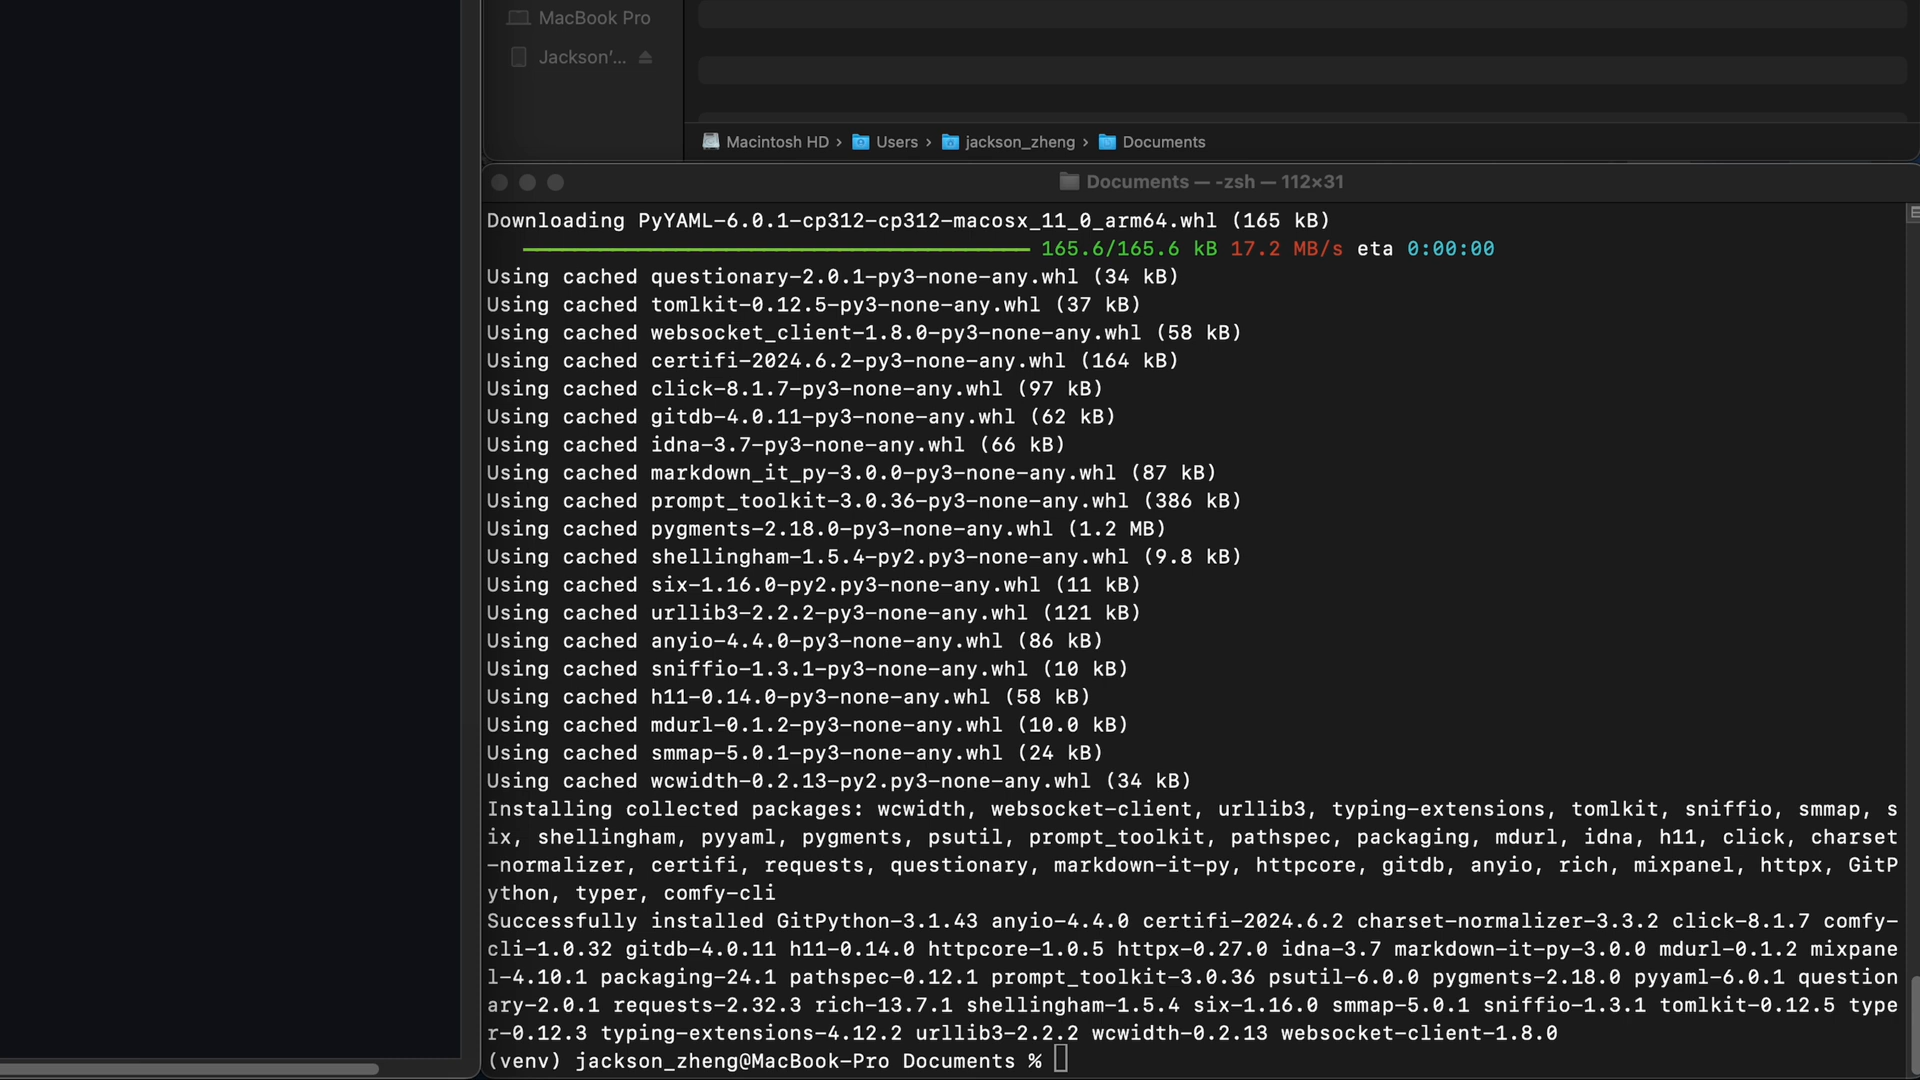 MacBook Pro
Jackson’...
Macintosh HD › Users › jackson_zheng › Documents
Documents — -zsh — 112×31
Downloading PyYAML-6.0.1-cp312-cp312-macosx_11_0_arm64.whl (165 kB)
165.6/165.6 kB 17.2 MB/s eta 0:00:00
Using cached questionary-2.0.1-py3-none-any.whl (34 kB)
Using cached tomlkit-0.12.5-py3-none-any.whl (37 kB)
Using cached websocket_client-1.8.0-py3-none-any.whl (58 kB)
Using cached certifi-2024.6.2-py3-none-any.whl (164 kB)
Using cached click-8.1.7-py3-none-any.whl (97 kB)
Using cached gitdb-4.0.11-py3-none-any.whl (62 kB)
Using cached idna-3.7-py3-none-any.whl (66 kB)
Using cached markdown_it_py-3.0.0-py3-none-any.whl (87 kB)
Using cached prompt_toolkit-3.0.36-py3-none-any.whl (386 kB)
Using cached pygments-2.18.0-py3-none-any.whl (1.2 MB)
Using cached shellingham-1.5.4-py2.py3-none-any.whl (9.8 kB)
Using cached six-1.16.0-py2.py3-none-any.whl (11 kB)
Using cached urllib3-2.2.2-py3-none-any.whl (121 kB)
Using cached anyio-4.4.0-py3-none-any.whl (86 kB)
Using cached sniffio-1.3.1-py3-none-any.whl (10 kB)
Using cached h11-0.14.0-py3-none-any.whl (58 kB)
Using cached mdurl-0.1.2-py3-none-any.whl (10.0 kB)
Using cached smmap-5.0.1-py3-none-any.whl (24 kB)
Using cached wcwidth-0.2.13-py2.py3-none-any.whl (34 kB)
Installing collected packages: wcwidth, websocket-client, urllib3, typing-extensions, tomlkit, sniffio, smmap, s
ix, shellingham, pyyaml, pygments, psutil, prompt_toolkit, pathspec, packaging, mdurl, idna, h11, click, charset
-normalizer, certifi, requests, questionary, markdown-it-py, httpcore, gitdb, anyio, rich, mixpanel, httpx, GitP
ython, typer, comfy-cli
Successfully installed GitPython-3.1.43 anyio-4.4.0 certifi-2024.6.2 charset-normalizer-3.3.2 click-8.1.7 comfy-
cli-1.0.32 gitdb-4.0.11 h11-0.14.0 httpcore-1.0.5 httpx-0.27.0 idna-3.7 markdown-it-py-3.0.0 mdurl-0.1.2 mixpane
l-4.10.1 packaging-24.1 pathspec-0.12.1 prompt_toolkit-3.0.36 psutil-6.0.0 pygments-2.18.0 pyyaml-6.0.1 question
ary-2.0.1 requests-2.32.3 rich-13.7.1 shellingham-1.5.4 six-1.16.0 smmap-5.0.1 sniffio-1.3.1 tomlkit-0.12.5 type
r-0.12.3 typing-extensions-4.12.2 urllib3-2.2.2 wcwidth-0.2.13 websocket-client-1.8.0
(venv) jackson_zheng@MacBook-Pro Documents %